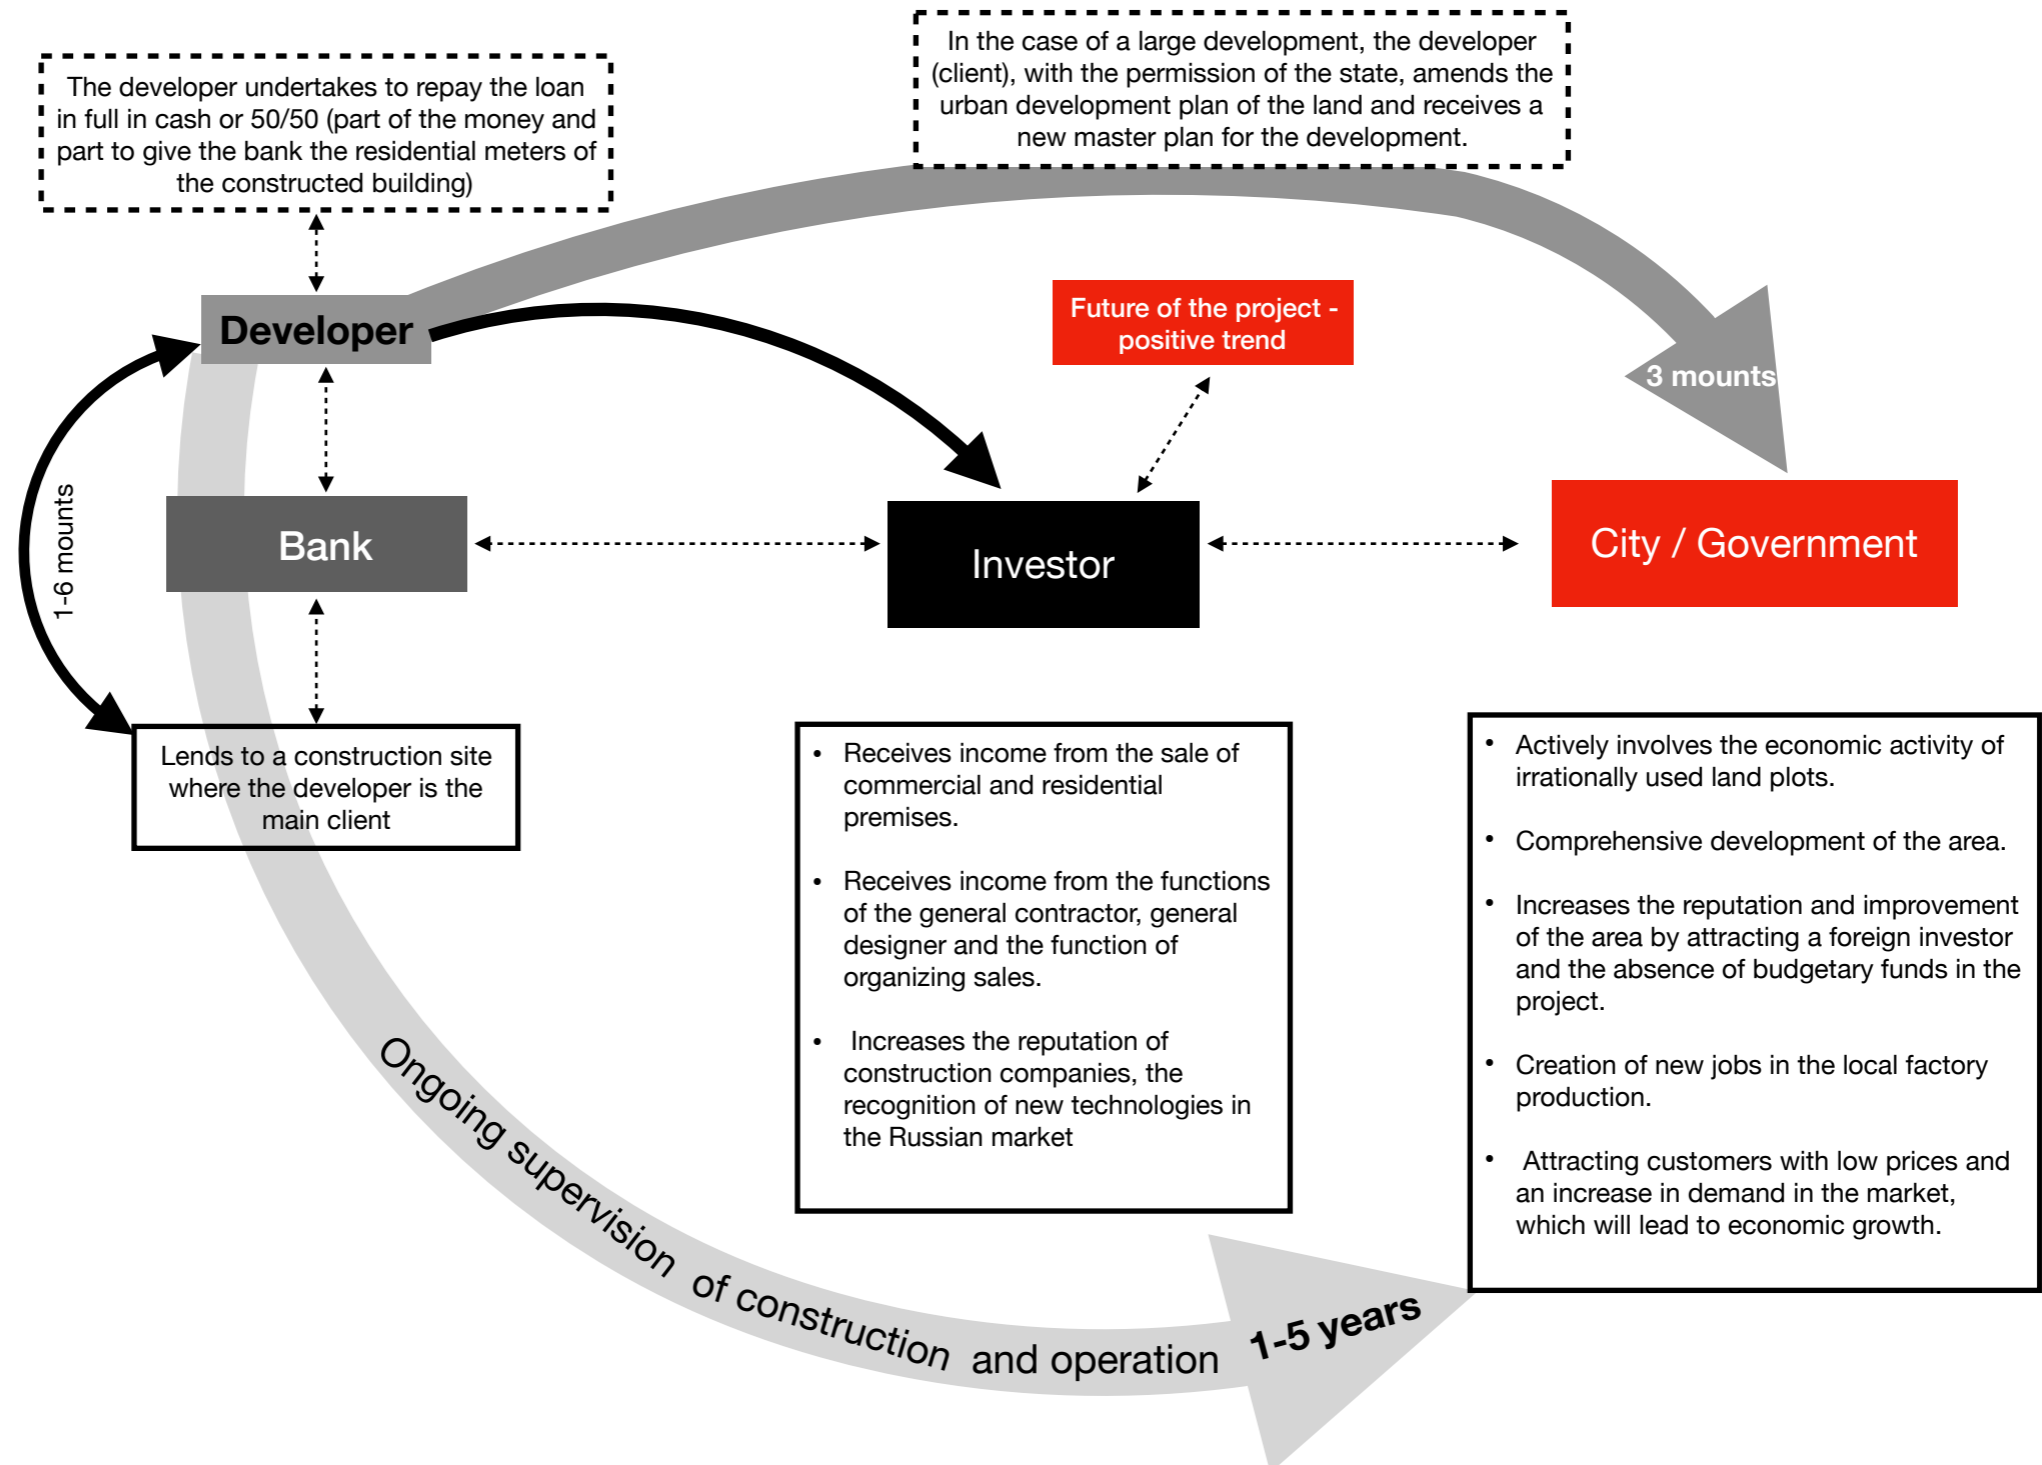 The developer undertakes to repay the loan
in full in cash or 50/50 (part of the money and
part to give the bank the residential meters of
the constructed building)
In the case of a large development, the developer
(client), with the permission of the state, amends the
urban development plan of the land and receives a
new master plan for the development.
Developer
Future of the project -
positive trend
3 mounts
1-6 mounts
Bank
Investor
City / Government
Lends to a construction site
where the developer is the
main client
• Receives income from the sale of
commercial and residential
premises.
• Receives income from the functions
of the general contractor, general
designer and the function of
organizing sales.
• Increases the reputation of
construction companies, the
recognition of new technologies in
the Russian market
• Actively involves the economic activity of
irrationally used land plots.
• Comprehensive development of the area.
• Increases the reputation and improvement
of the area by attracting a foreign investor
and the absence of budgetary funds in the
project.
• Creation of new jobs in the local factory
production.
• Attracting customers with low prices and
an increase in demand in the market,
which will lead to economic growth.
Ongoing supervision of construction and operation 1-5 years